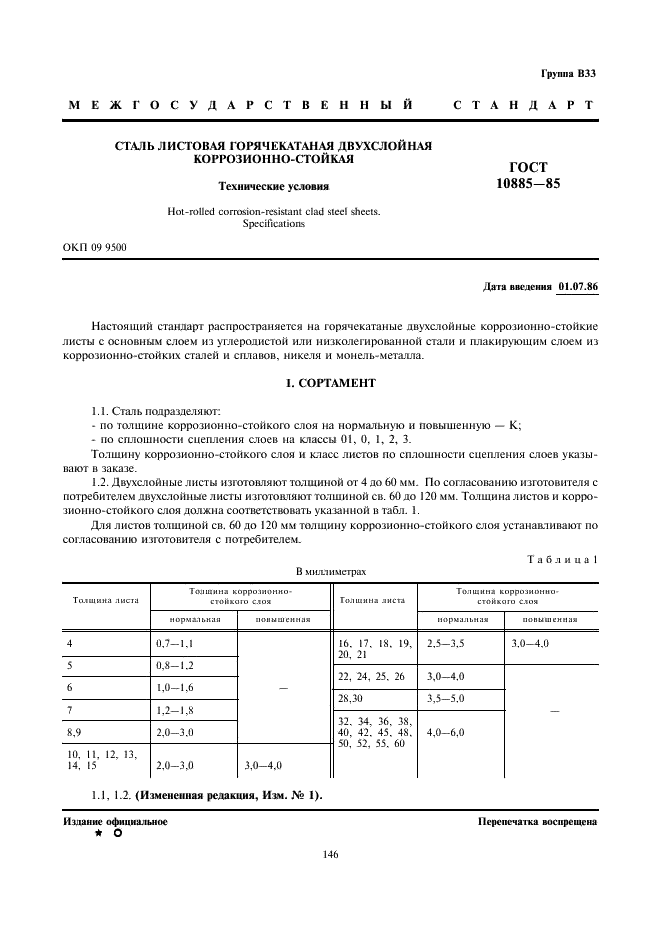 Группа В33
МЕЖГОСУДАРСТВЕННЫЙ СТАНДАРТ
СТАЛЬ ЛИСТОВАЯ ГОРЯЧЕКАТАНАЯ ДВУХСЛОЙНАЯ
КОРРОЗИОННО-СТОЙКАЯ
Технические условия
Hot-rolled corrosion-resistant clad steel sheets.
Specifications
ГОСТ
10885—85
ОКП 09 9500
Дата введения 01.07.86
Настоящий стандарт распространяется на горячекатаные двухслойные коррозионно-стойкие
листы с основным слоем из углеродистой или низколегированной стали и плакирующим слоем из
коррозионно-стойких сталей и сплавов, никеля и монель-металла.
1. СОРТАМЕНТ
1.1. Сталь подразделяют:
- по толщине коррозионно-стойкого слоя на нормальную и повышенную — К;
- по сплошности сцепления слоев на классы 01, 0, 1, 2, 3.
Толщину коррозионно-стойкого слоя и класс листов по сплошности сцепления слоев указы-
вают в заказе.
1.2. Двухслойные листы изготовляют толщиной от 4 до 60 мм. По согласованию изготовителя с
потребителем двухслойные листы изготовляют толщиной св. 60 до 120 мм. Толщина листов и корро-
зионно-стойкого слоя должна соответствовать указанной в табл. 1.
Для листов толщиной св. 60 до 120 мм толщину коррозионно-стойкого слоя устанавливают по
согласованию изготовителя с потребителем.
Таблица 1
В миллиметрах
Толщина листа
Толщина коррозионно-
стойкого слоя
нормальная
повышенная
Толщина листа
Толщина коррозионно-
стойкого слоя
нормальная
повышенная
4 0,7—1,1
5 0,8—1,2
6 1,0—1,6 —
7 1,2—1,8
8,9 2,0—3,0
10, 11, 12, 13,
14, 15 2,0—3,0 3,0—4,0
16, 17, 18, 19, 2,5—3,5 3,0—4,0
20, 21
22, 24, 25, 26 3,0—4,0
28,30 3,5—5,0
—
32, 34, 36, 38,
40, 42, 45, 48, 4,0—6,0
50, 52, 55, 60
1.1, 1.2. (Измененная редакция, Изм. № 1).
Издание официальное
Перепечатка воспрещена
146